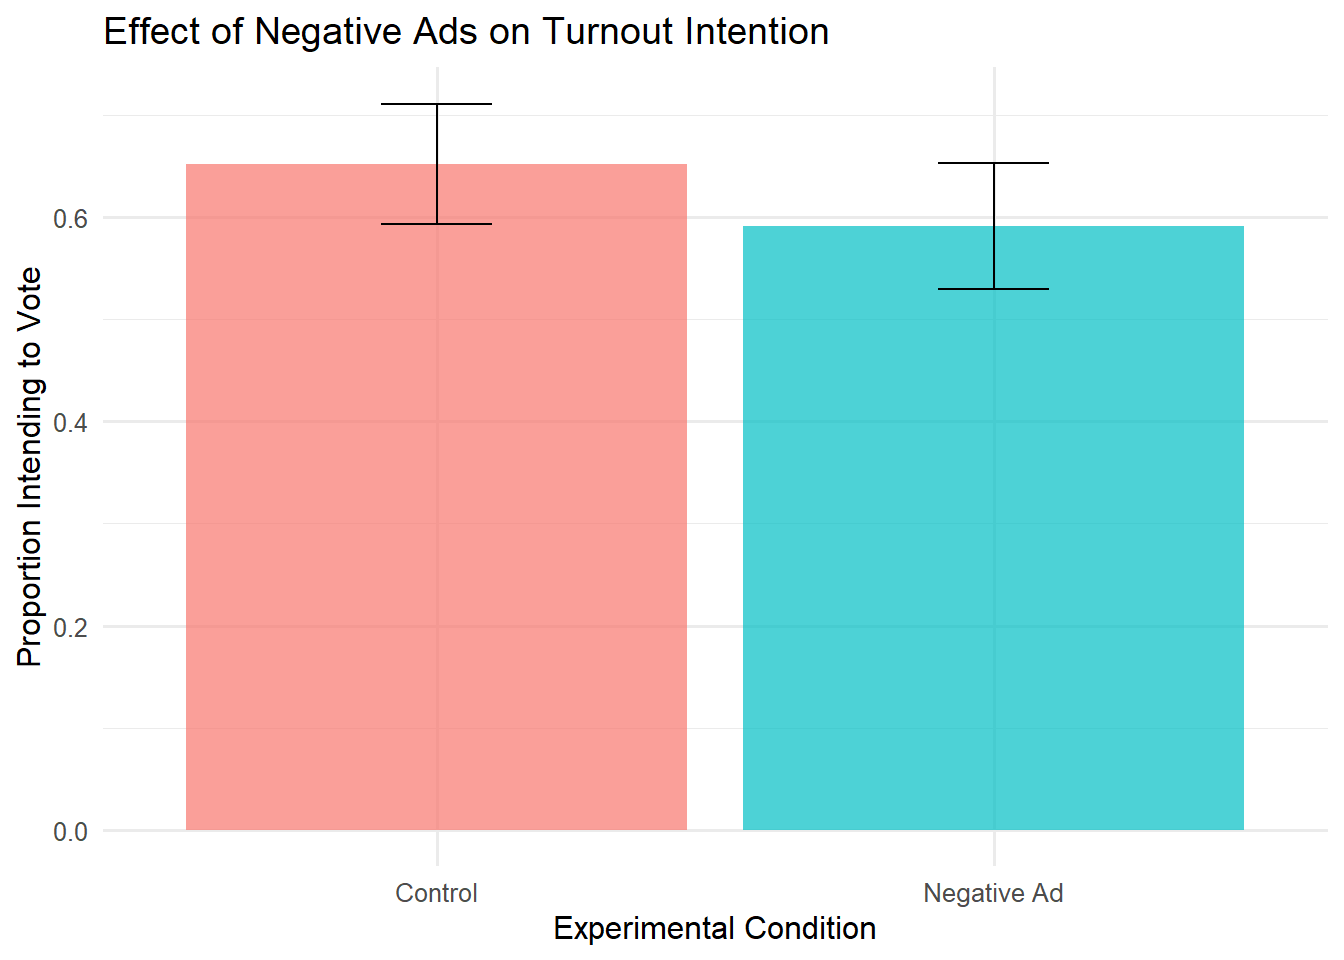 Effect of Negative Ads on Turnout Intention
Proportion Intending to Vote
0.6
0.4
0.2
0.0
Control
Negative Ad
Experimental Condition